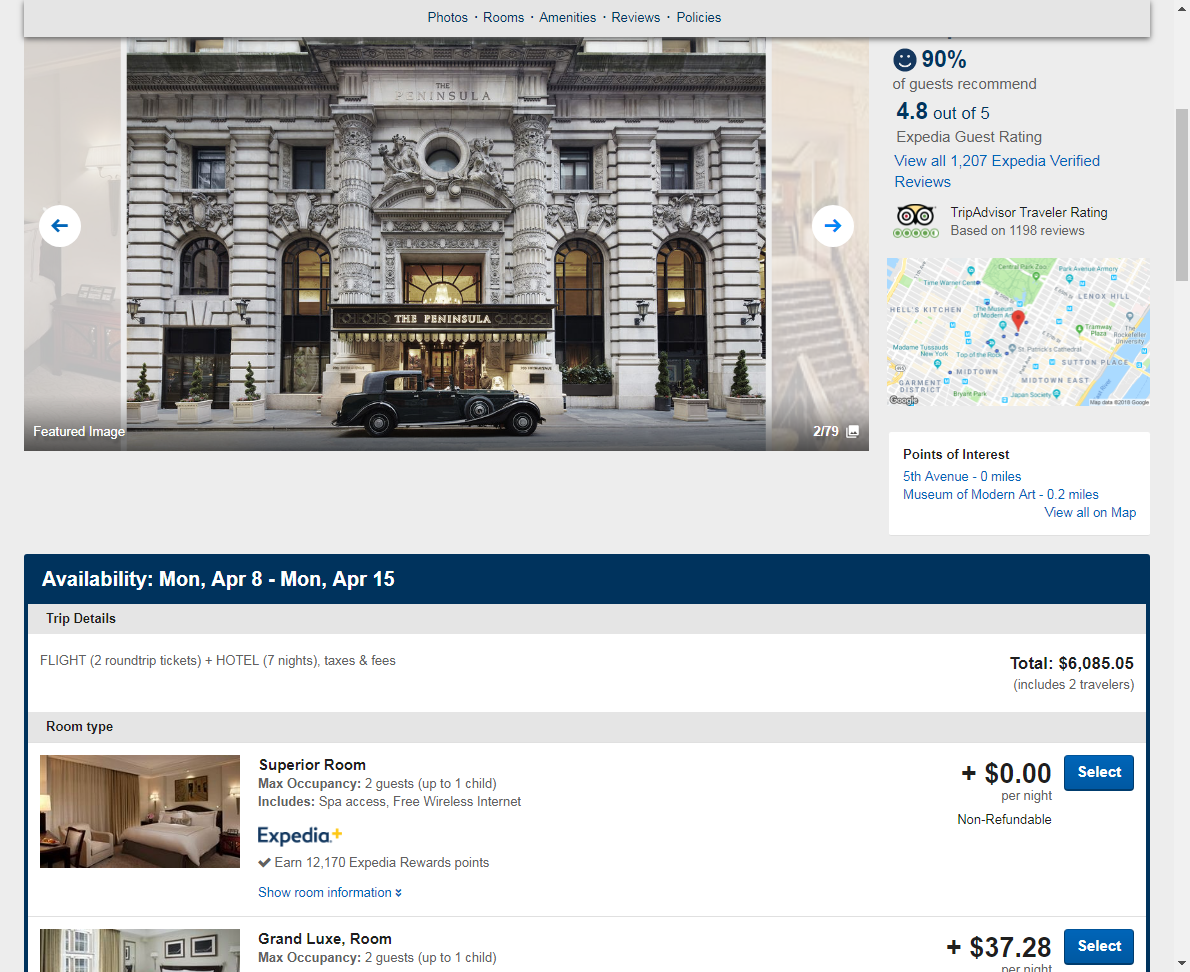 Photos · Rooms · Amenities · Reviews · Policies
THE
PENINSULA
THE PENINSULA
Featured Image
2/79
90%
of guests recommend
4.8 out of 5
Expedia Guest Rating
View all 1,207 Expedia Verified
Reviews
TripAdvisor Traveler Rating
Based on 1198 reviews
Central Park Zoo
Park Avenue Armory
Time Warner Center
LENOX HILL
HELL'S KITCHEN
The Museum
of Modern Art
Tramway
Plaza
The
Rockefeller
University
Madame Tussauds
New York
Top of the Rock
St. Patrick's Cathedral
SUTTON PLACE
MIDTOWN
MIDTOWN EAST
GARMENT
DISTRICT
Bryant Park
Japan Society
Google
Map data ©2018 Google
Points of Interest
5th Avenue - 0 miles
Museum of Modern Art - 0.2 miles
View all on Map
Availability: Mon, Apr 8 - Mon, Apr 15
Trip Details
FLIGHT (2 roundtrip tickets) + HOTEL (7 nights), taxes & fees
Total: $6,085.05
(includes 2 travelers)
Room type
Superior Room
Max Occupancy: 2 guests (up to 1 child)
Includes: Spa access, Free Wireless Internet
Expedia+
Earn 12,170 Expedia Rewards points
Show room information
+ $0.00
per night
Non-Refundable
Select
Grand Luxe, Room
Max Occupancy: 2 guests (up to 1 child)
+ $37.28
per night
Select